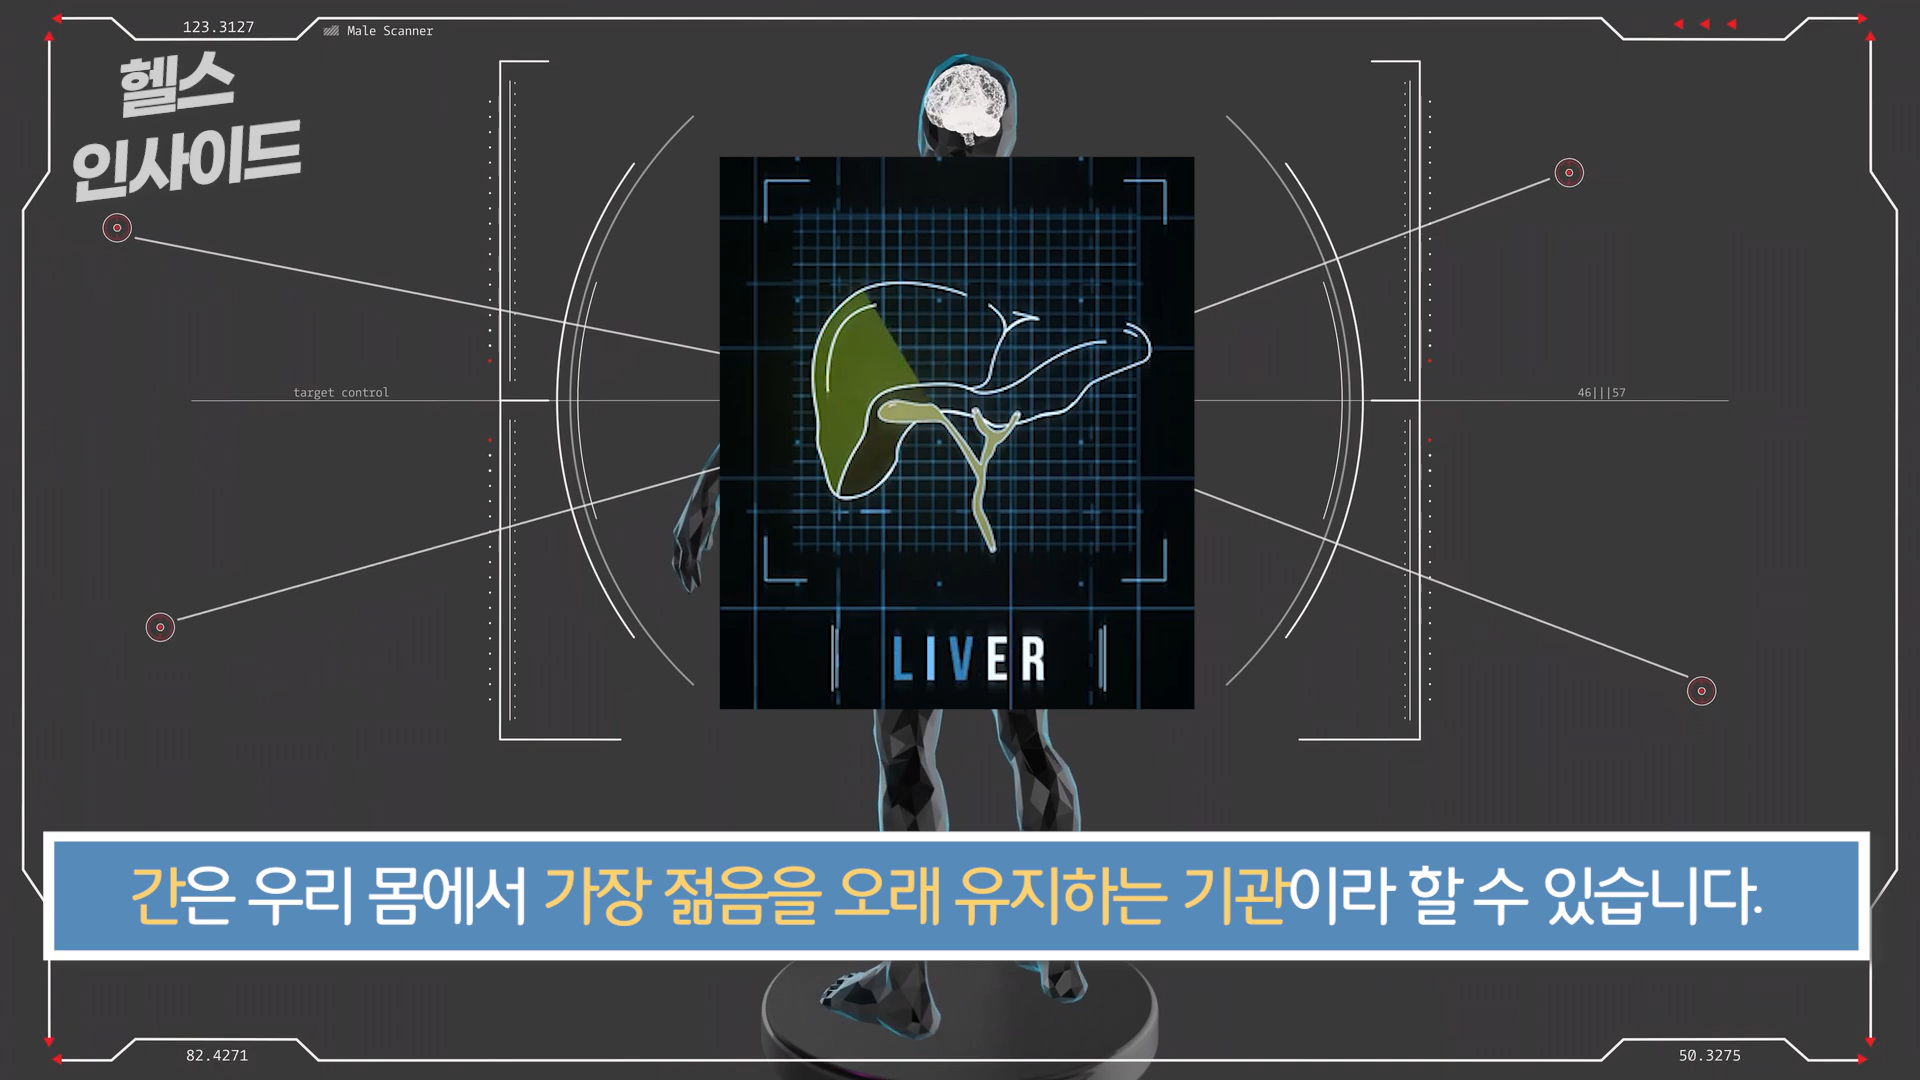 123.3127
Male Scanner
헬스
인사이드
target control
46|||57
LIVER
간은 우리 몸에서 가장 젊음을 오래 유지하는 기관이라 할 수 있습니다.
82.4271
50.3275